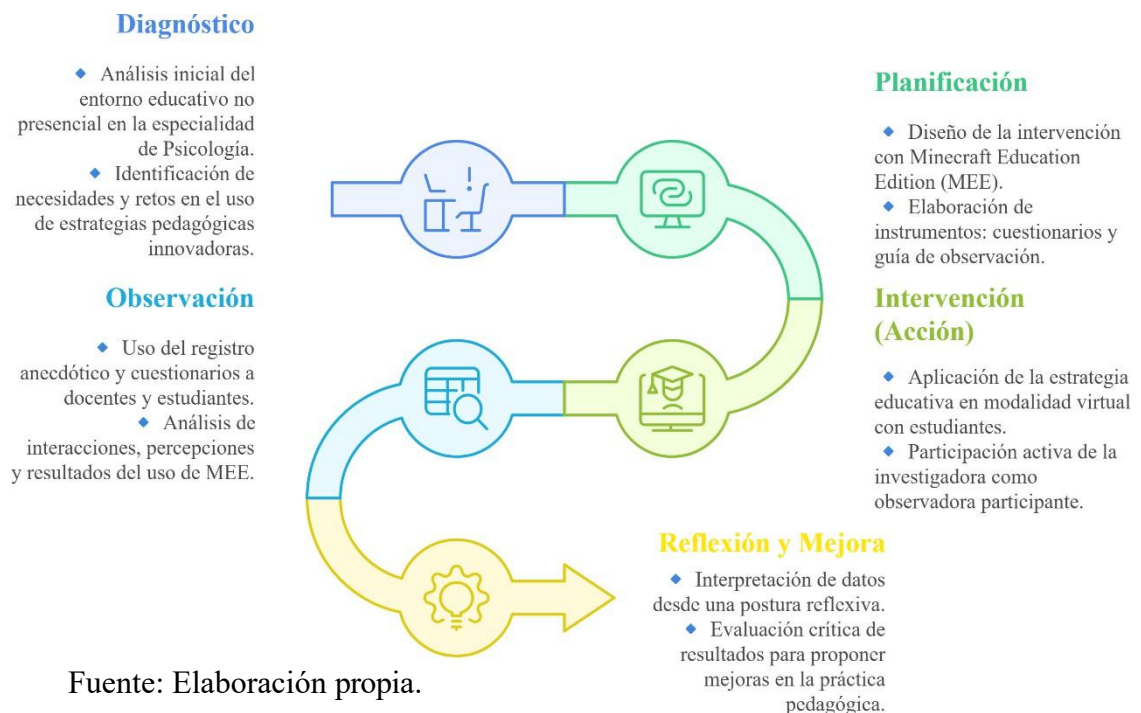 Diagnóstico
◆ Análisis inicial del
entorno educativo no
presencial en la especialidad
de Psicología.
◆ Identificación de
necesidades y retos en el uso
de estrategias pedagógicas
innovadoras.
Planificación
◆ Diseño de la intervención
con Minecraft Education
Edition (MEE).
◆ Elaboración de
instrumentos: cuestionarios y
guía de observación.
Intervención
(Acción)
◆ Aplicación de la estrategia
educativa en modalidad virtual
con estudiantes.
◆ Participación activa de la
investigadora como
observadora participante.
Observación
◆ Uso del registro
anecdótico y cuestionarios a
docentes y estudiantes.
◆ Análisis de
interacciones, percepciones
y resultados del uso de MEE.
Reflexión y Mejora
◆ Interpretación de datos
desde una postura reflexiva.
◆ Evaluación crítica de
resultados para proponer
mejoras en la práctica
pedagógica.
Fuente: Elaboración propia.